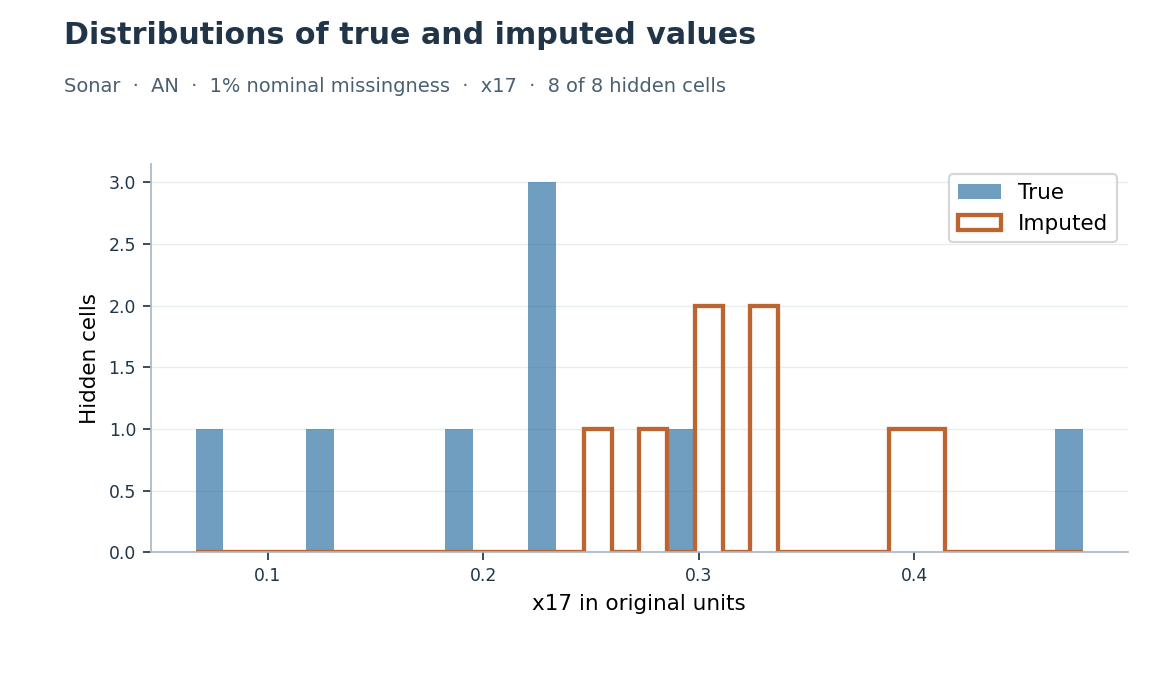 Distributions of true and imputed values
Sonar · AN · 1% nominal missingness · x17 · 8 of 8 hidden cells
True
Imputed
Hidden cells
3.0
2.5
2.0
1.5
1.0
0.5
0.0
0.1 0.2 0.3 0.4
x17 in original units